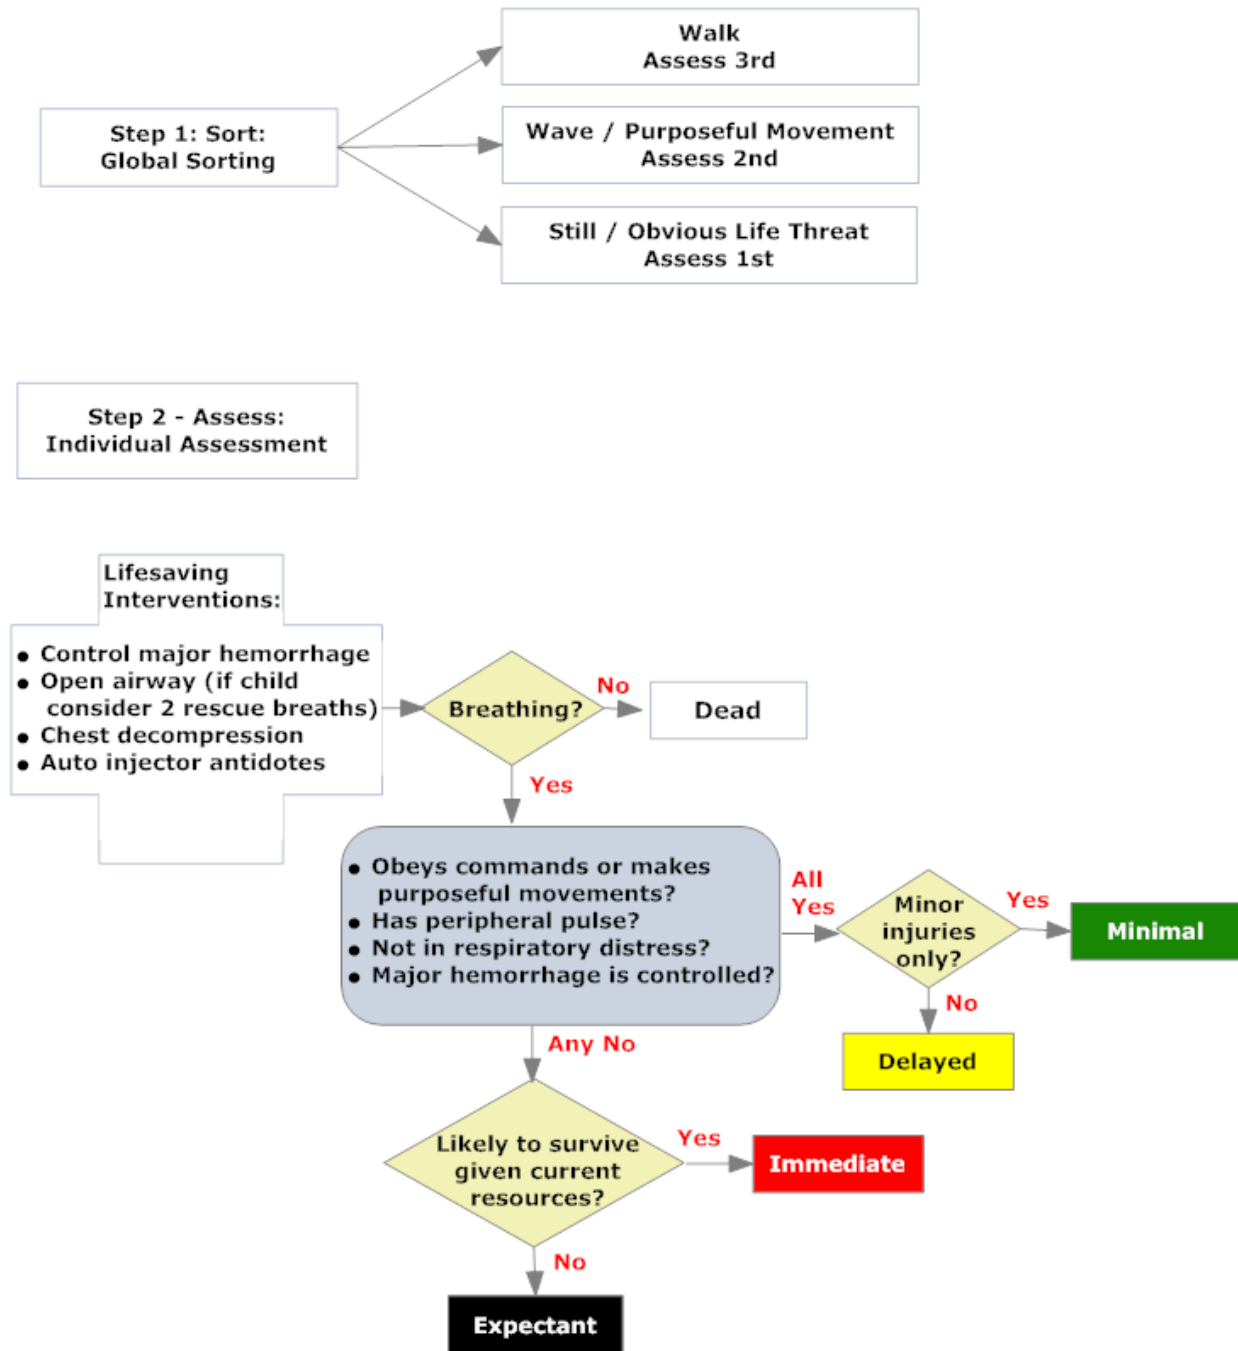 Walk
Assess 3rd
Step 1: Sort:
Global Sorting
Wave / Purposeful Movement
Assess 2nd
Still / Obvious Life Threat
Assess 1st
Step 2 - Assess:
Individual Assessment
Lifesaving
Interventions:
● Control major hemorrhage
● Open airway (if child
consider 2 rescue breaths)
● Chest decompression
● Auto injector antidotes
Breathing?
No
Dead
Yes
● Obeys commands or makes
purposeful movements?
● Has peripheral pulse?
● Not in respiratory distress?
● Major hemorrhage is controlled?
All
Yes
Minor
injuries
only?
Yes
Minimal
No
Delayed
Any No
Likely to survive
given current
resources?
Yes
Immediate
No
Expectant